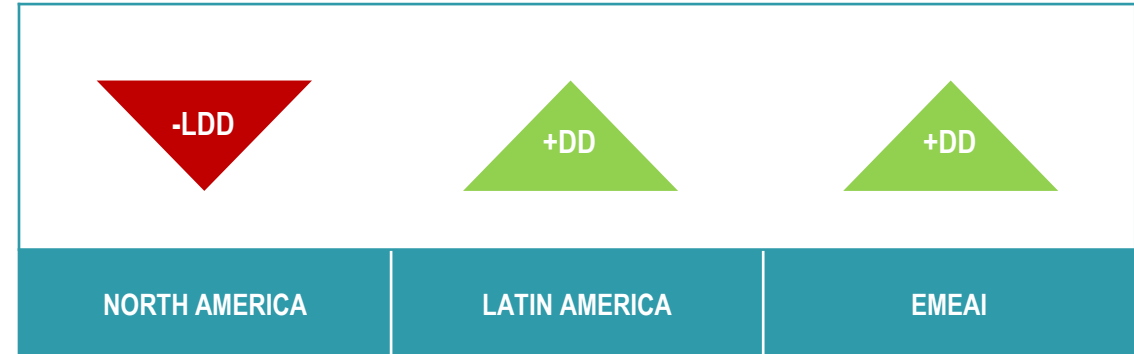 -LDD
+DD
+DD
NORTH AMERICA
LATIN AMERICA
EMEAI